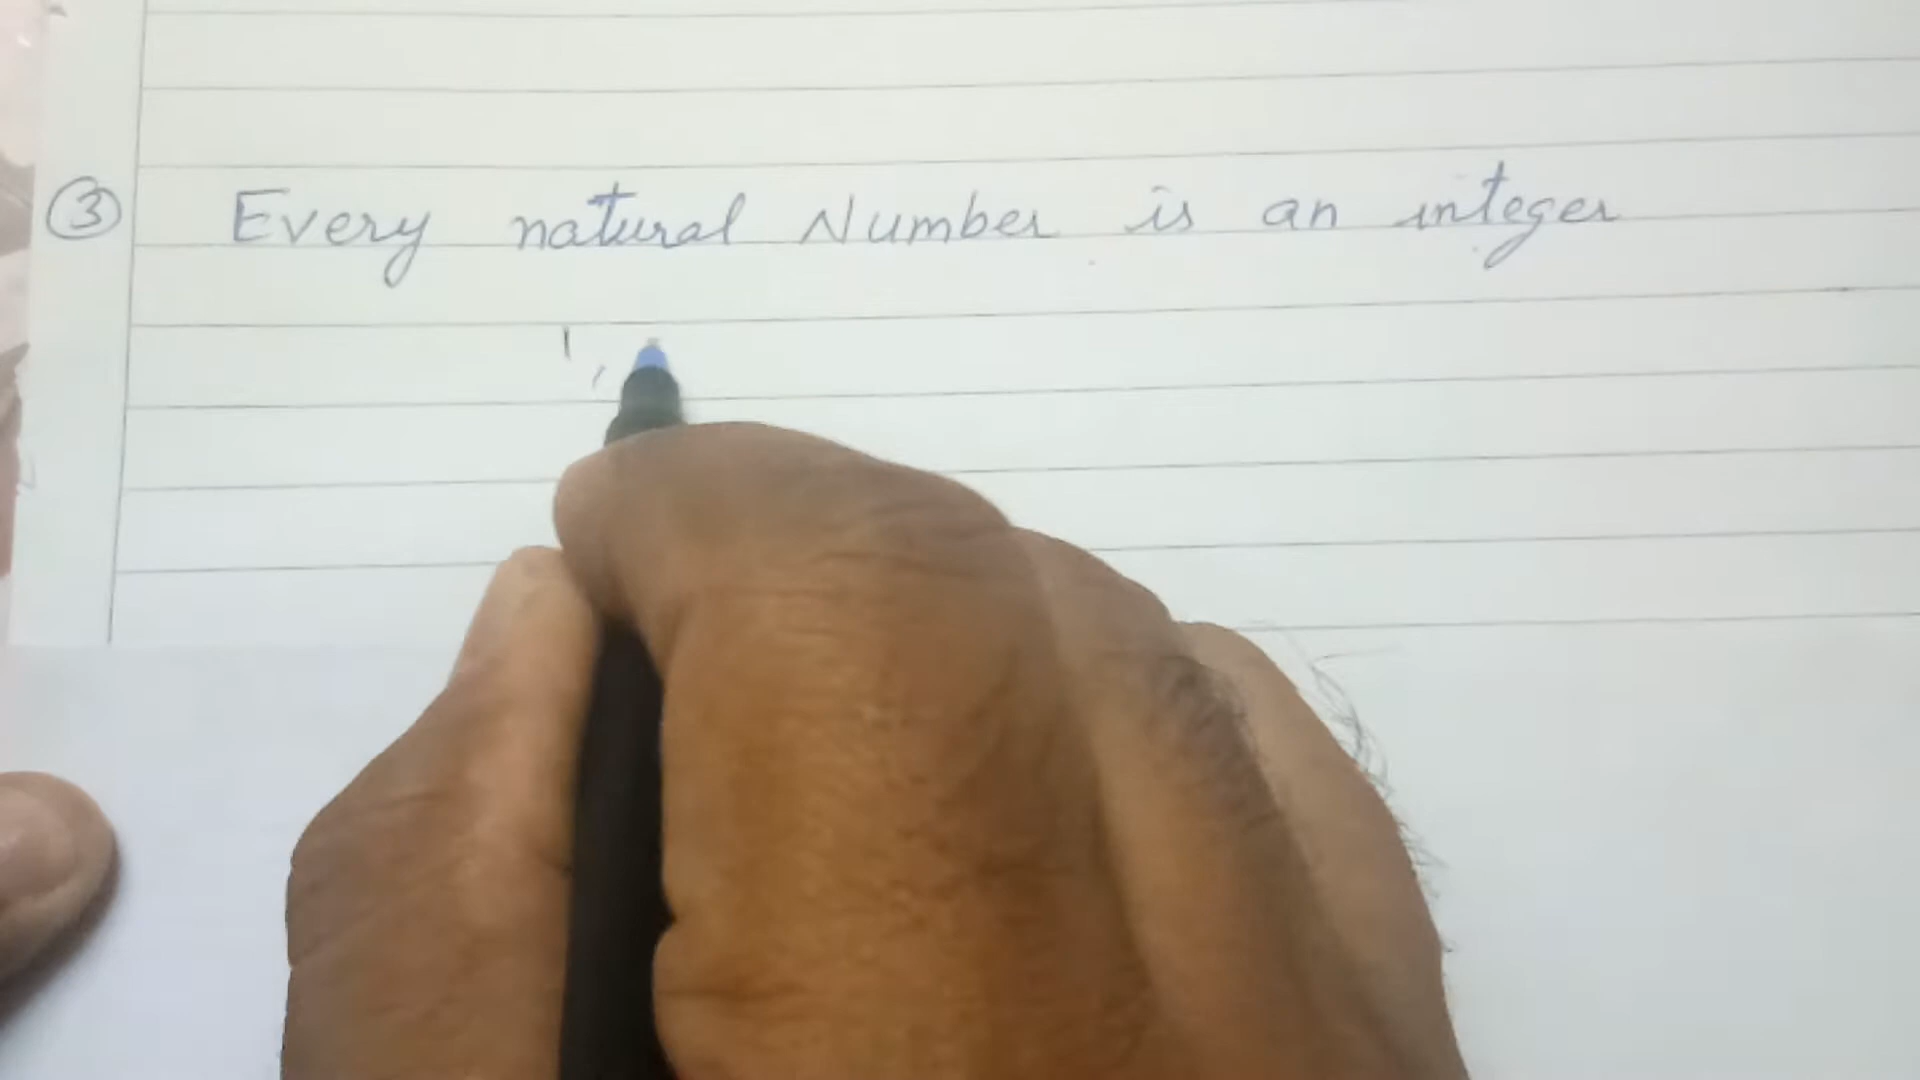 ③ Every natural Number is an integer
1,